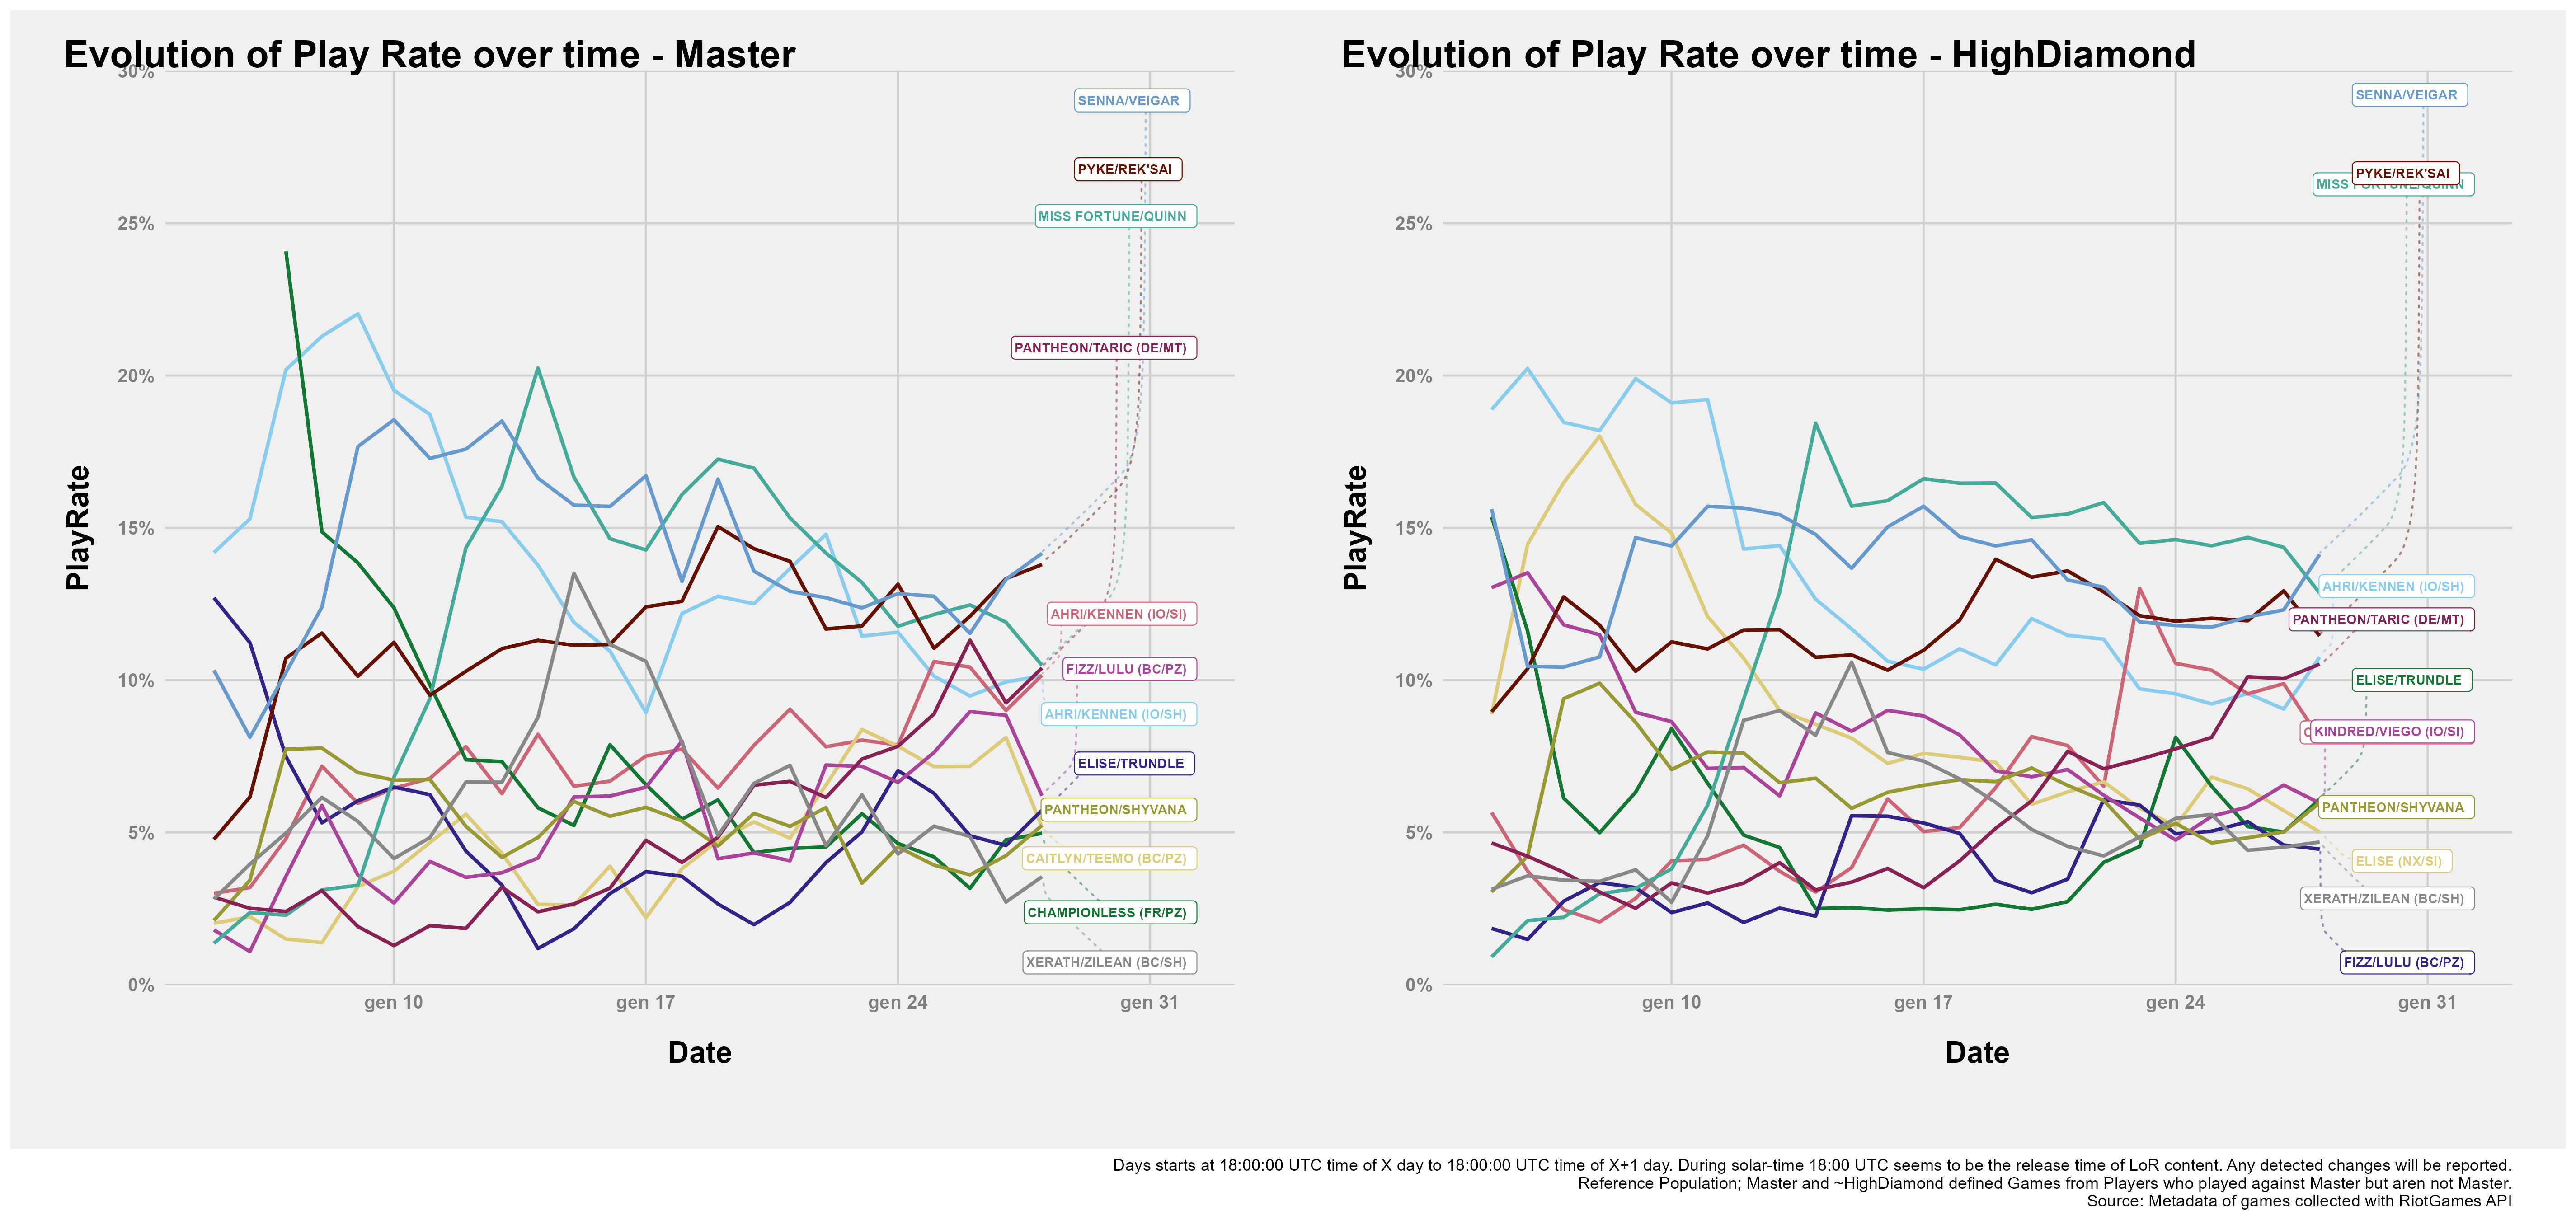 Evolution of Play Rate over time - Master
30%
25%
20%
15%
10%
5%
0%
PlayRate
SENNA/VEIGAR
PYKE/REK'SAI
MISS FORTUNE/QUINN
PANTHEON/TARIC (DE/MT)
AHRI/KENNEN (IO/SI)
FIZZ/LULU (BC/PZ)
AHRI/KENNEN (IO/SH)
ELISE/TRUNDLE
PANTHEON/SHYVANA
CAITLYN/TEEMO (BC/PZ)
CHAMPIONLESS (FR/PZ)
XERATH/ZILEAN (BC/SH)
gen 10
gen 17
gen 24
gen 31
Date
Evolution of Play Rate over time - HighDiamond
30%
25%
20%
15%
10%
5%
0%
PlayRate
SENNA/VEIGAR
PYKE/REK'SAI
MISS FORTUNE/QUINN
AHRI/KENNEN (IO/SH)
PANTHEON/TARIC (DE/MT)
ELISE/TRUNDLE
KINDRED/VIEGO (IO/SI)
PANTHEON/SHYVANA
ELISE (NX/SI)
XERATH/ZILEAN (BC/SH)
FIZZ/LULU (BC/PZ)
gen 10
gen 17
gen 24
gen 31
Date
Days starts at 18:00:00 UTC time of X day to 18:00:00 UTC time of X+1 day. During solar-time 18:00 UTC seems to be the release time of LoR content. Any detected changes will be reported.
Reference Population; Master and ~HighDiamond defined Games from Players who played against Master but aren not Master.
Source: Metadata of games collected with RiotGames API